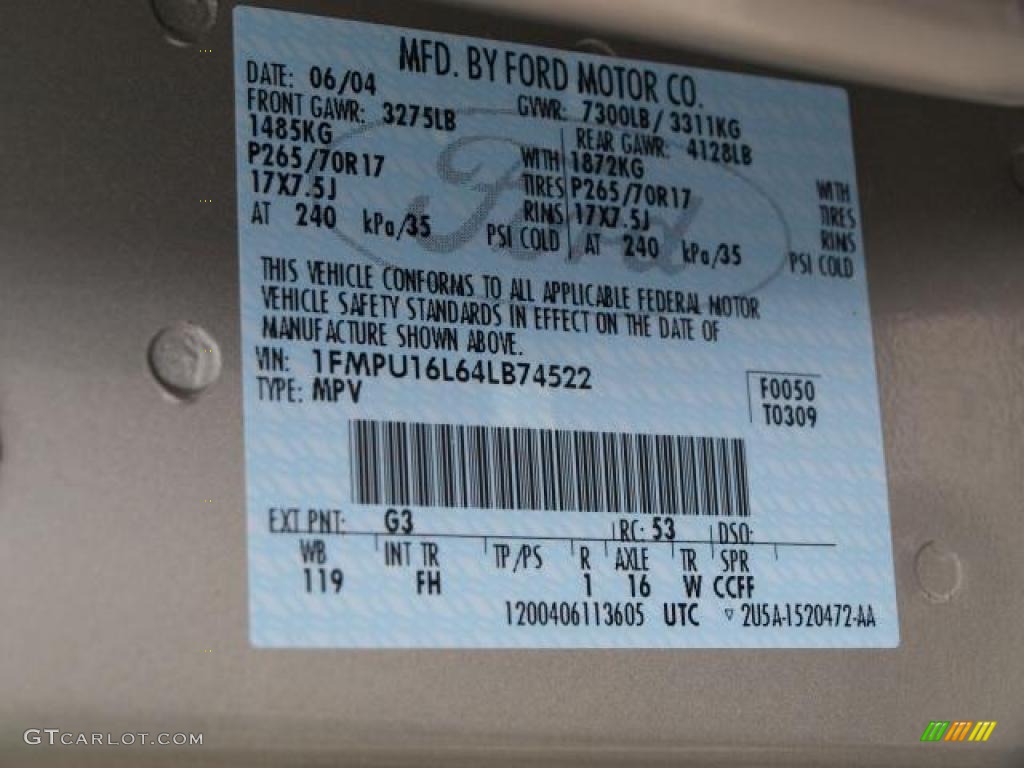 MFD. BY FORD MOTOR CO.
DATE: 06/04 GVWR: 7300LB/3311KG
FRONT GAWR: 3275LB REAR GAWR: 4128LB
1485KG WITH 1872KG WITH
P265/70R17 TIRES P265/70R17 TIRES
17X7.5J RINS 17X7.5J RINS
AT 240 kPa/35 PSI COLD AT 240 kPa/35 PSI COLD
Ford
THIS VEHICLE CONFORMS TO ALL APPLICABLE FEDERAL MOTOR
VEHICLE SAFETY STANDARDS IN EFFECT ON THE DATE OF
MANUFACTURE SHOWN ABOVE.
VIN: 1FMPU16L64LB74522
TYPE: MPV
F0050
T0309
EXT PNT: G3 RC: 53 DSO:
WB INT TR TP/PS R AXLE TR SPR
119 FH 1 16 W CCFF
1200406113605 UTC ▿ 2U5A-1520472-AA
GTCARLOT.COM